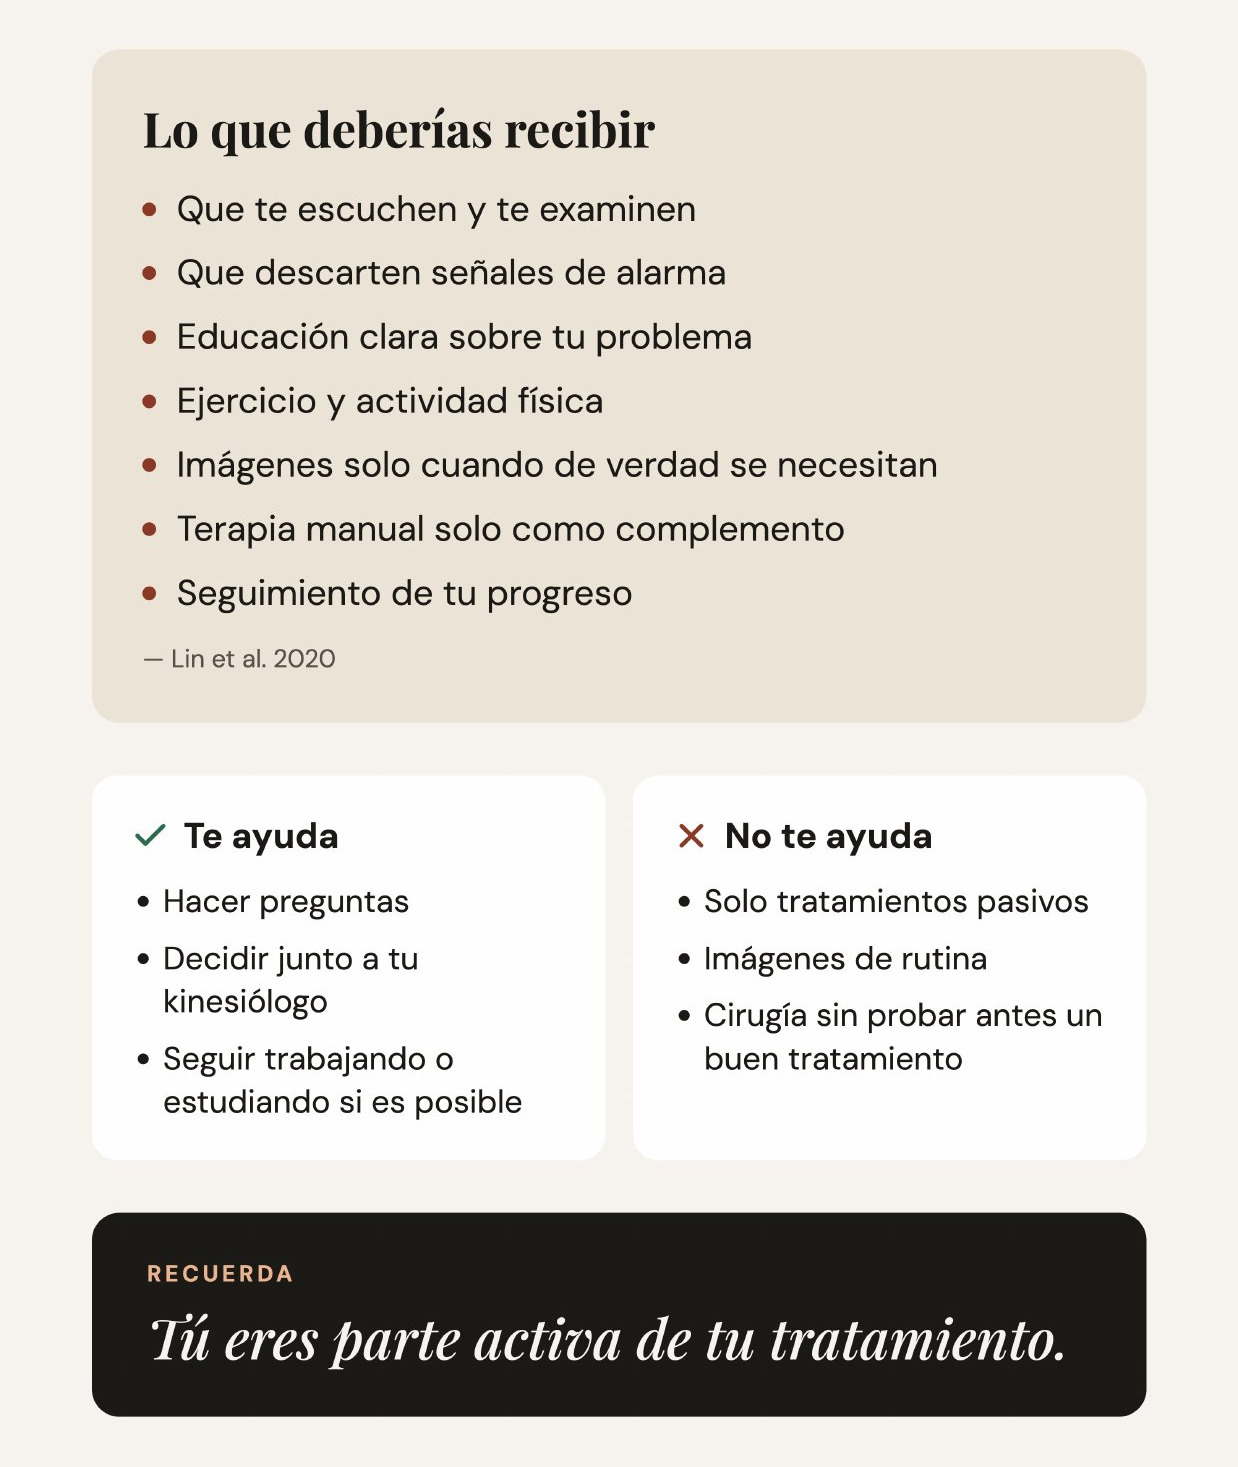 Lo que deberías recibir
• Que te escuchen y te examinen
• Que descarten señales de alarma
• Educación clara sobre tu problema
• Ejercicio y actividad física
• Imágenes solo cuando de verdad se necesitan
• Terapia manual solo como complemento
• Seguimiento de tu progreso
— Lin et al. 2020
✓ Te ayuda
• Hacer preguntas
• Decidir junto a tu
kinesiólogo
• Seguir trabajando o
estudiando si es posible
✕ No te ayuda
• Solo tratamientos pasivos
• Imágenes de rutina
• Cirugía sin probar antes un
buen tratamiento
RECUERDA
Tú eres parte activa de tu tratamiento.